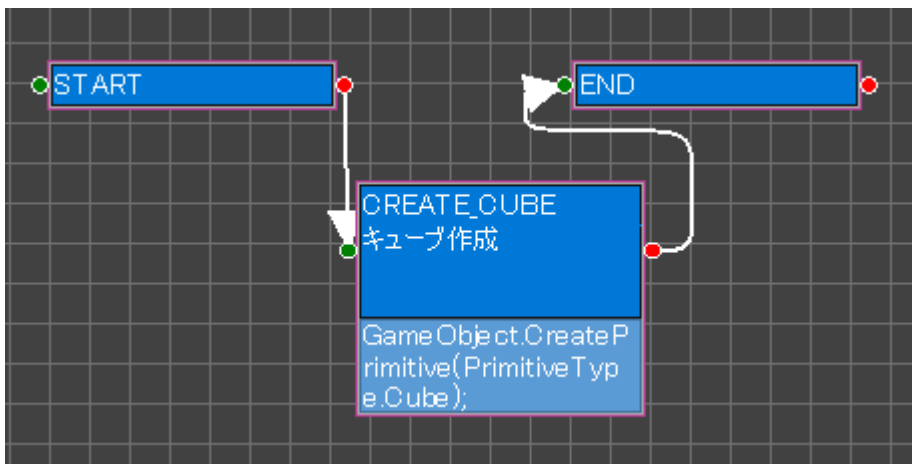 START
END
CREATE_CUBE
キューブ作成
GameObject.CreateP
rimitive(PrimitiveTyp
e.Cube);